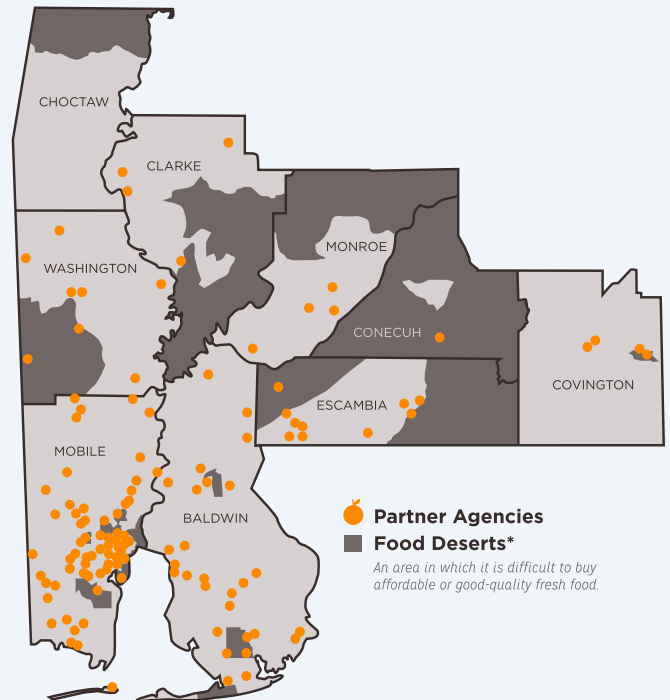 CHOCTAW
CLARKE
MONROE
WASHINGTON
CONECUH
COVINGTON
ESCAMBIA
MOBILE
BALDWIN
Partner Agencies
Food Deserts*
An area in which it is difficult to buy
affordable or good-quality fresh food.